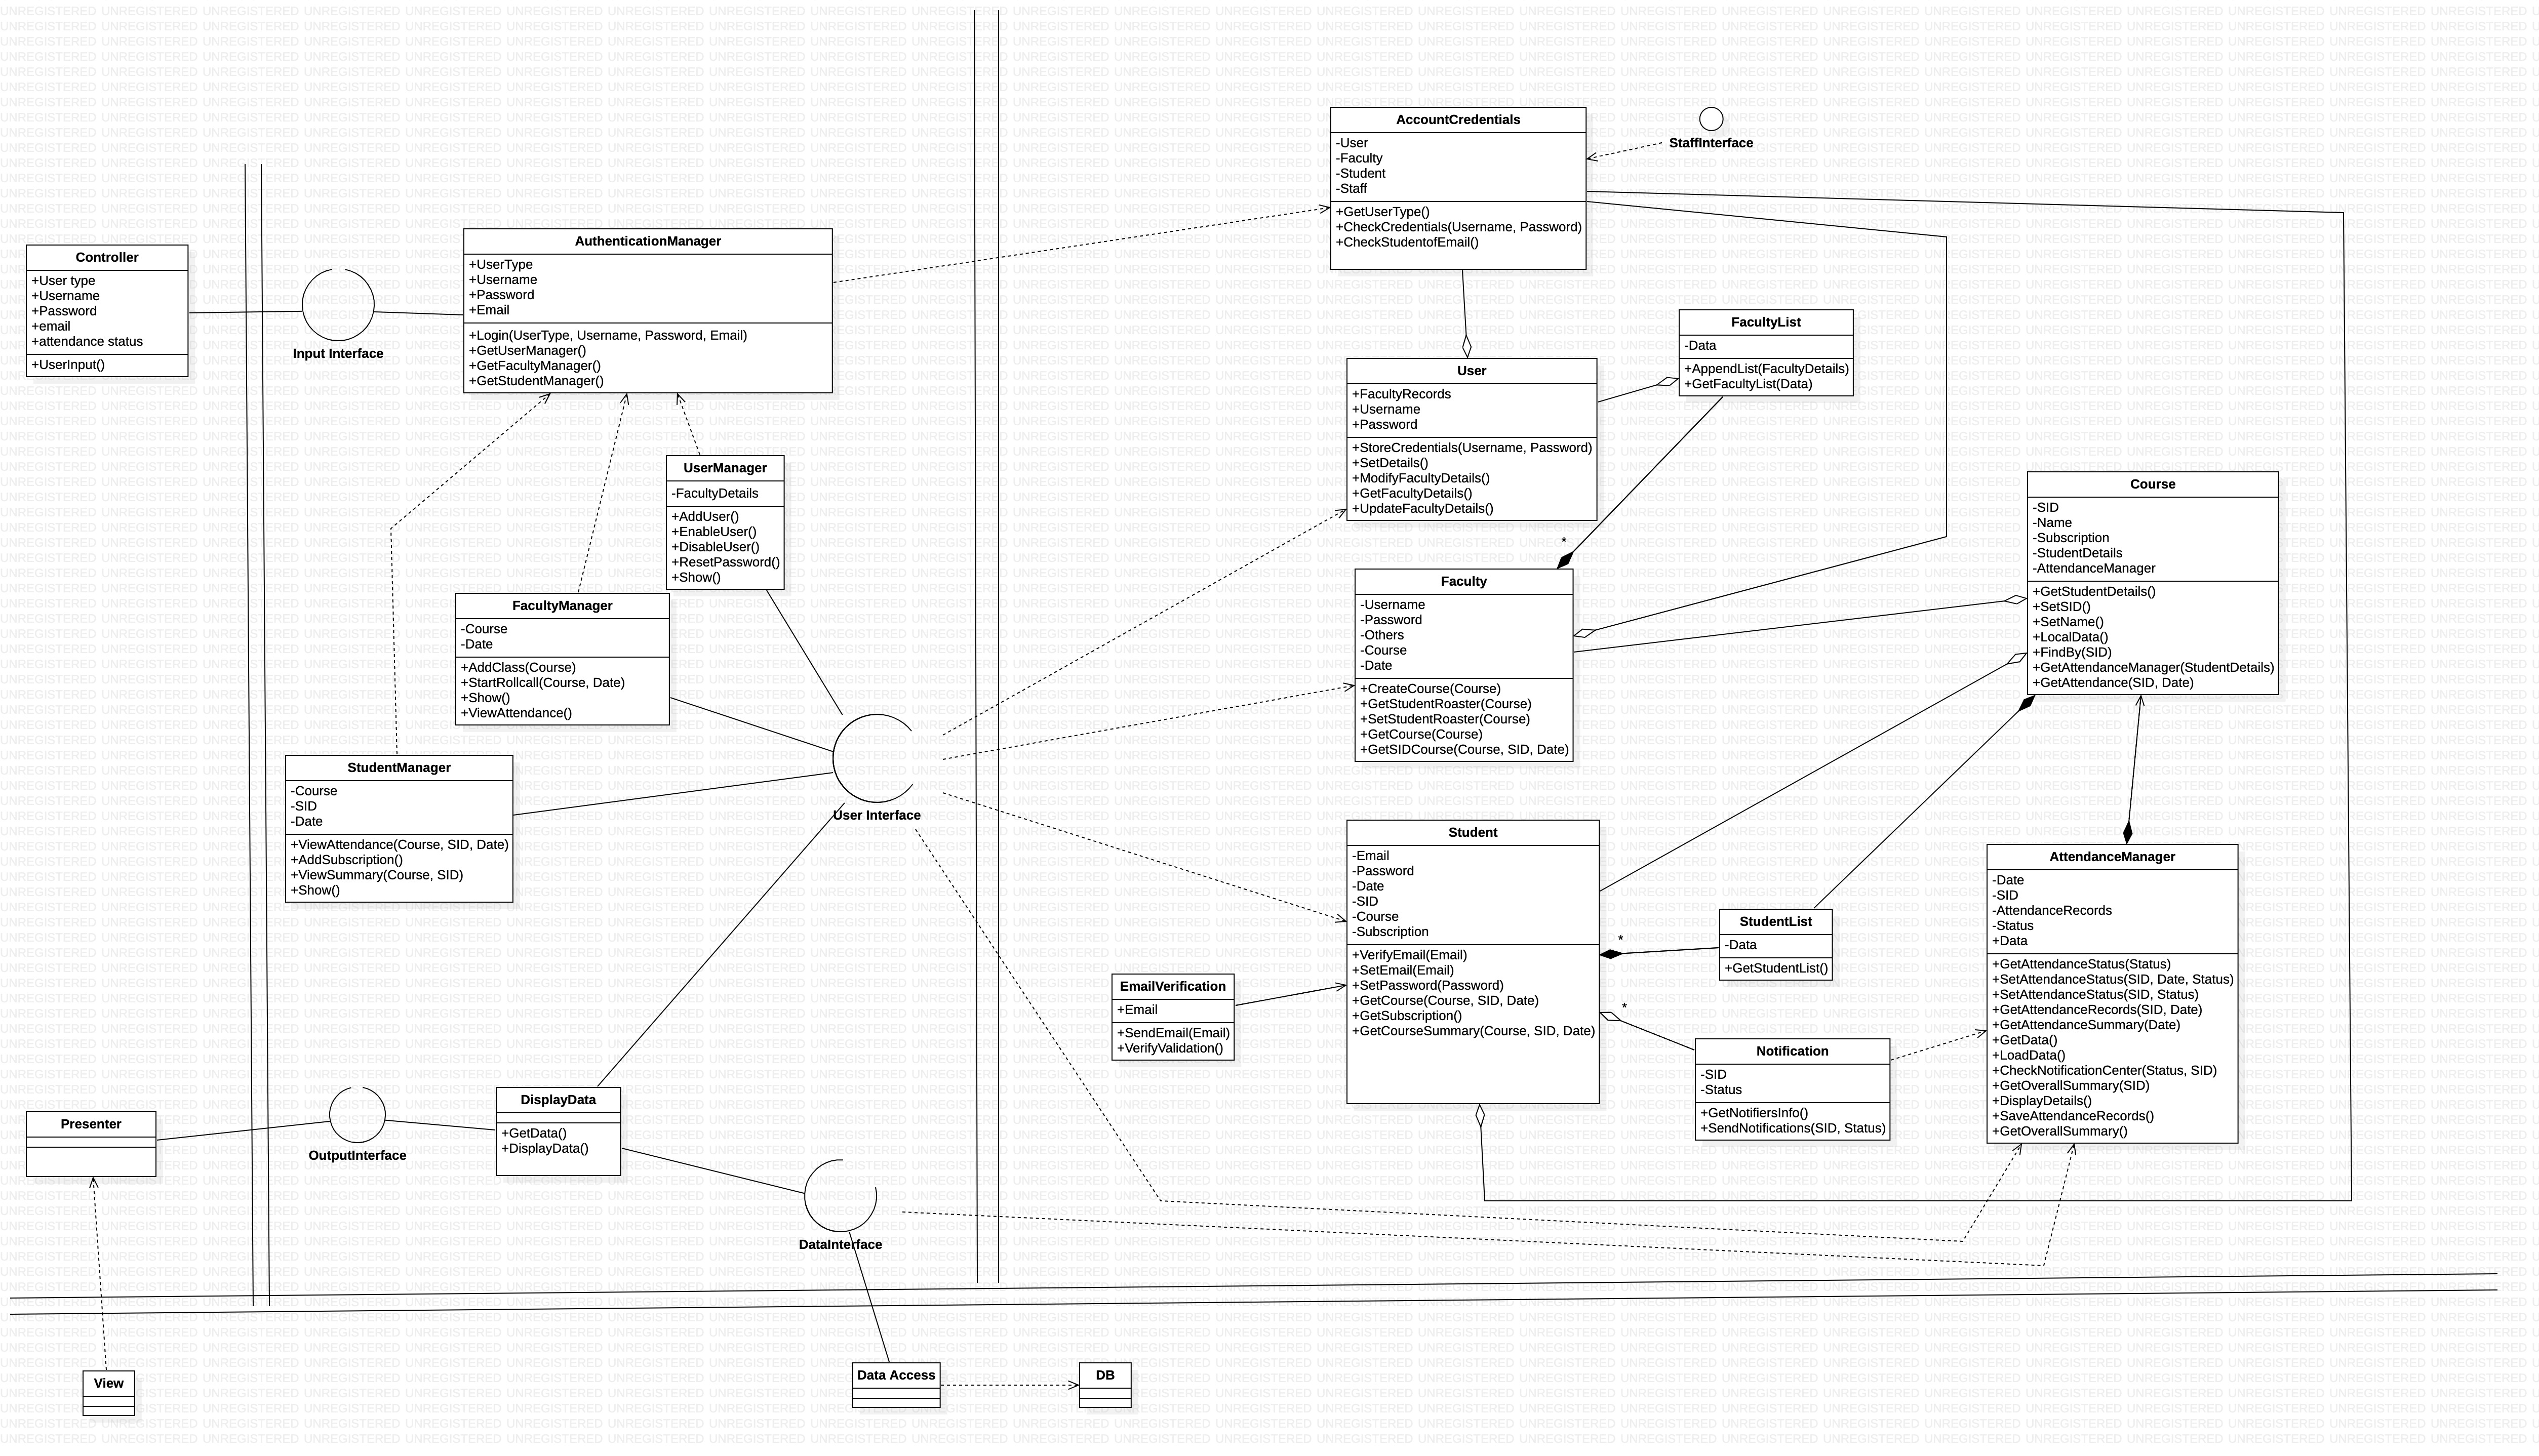 AccountCredentials
-User
-Faculty
-Student
-Staff
+GetUserType()
+CheckCredentials(Username, Password)
+CheckStudentofEmail()
StaffInterface
Controller
+User type
+Username
+Password
+email
+attendance status
+UserInput()
Input Interface
AuthenticationManager
+UserType
+Username
+Password
+Email
+Login(UserType, Username, Password, Email)
+GetUserManager()
+GetFacultyManager()
+GetStudentManager()
FacultyList
-Data
+AppendList(FacultyDetails)
+GetFacultyList(Data)
User
+FacultyRecords
+Username
+Password
+StoreCredentials(Username, Password)
+SetDetails()
+ModifyFacultyDetails()
+GetFacultyDetails()
+UpdateFacultyDetails()
UserManager
-FacultyDetails
+AddUser()
+EnableUser()
+DisableUser()
+ResetPassword()
+Show()
Course
-SID
-Name
-Subscription
-StudentDetails
-AttendanceManager
+GetStudentDetails()
+SetSID()
+SetName()
+LocalData()
+FindBy(SID)
+GetAttendanceManager(StudentDetails)
+GetAttendance(SID, Date)
*
Faculty
-Username
-Password
-Others
-Course
-Date
+CreateCourse(Course)
+GetStudentRoaster(Course)
+SetStudentRoaster(Course)
+GetCourse(Course)
+GetSIDCourse(Course, SID, Date)
FacultyManager
-Course
-Date
+AddClass(Course)
+StartRollcall(Course, Date)
+Show()
+ViewAttendance()
StudentManager
-Course
-SID
-Date
+ViewAttendance(Course, SID, Date)
+AddSubscription()
+ViewSummary(Course, SID)
+Show()
User Interface
Student
-Email
-Password
-Date
-SID
-Course
-Subscription
+VerifyEmail(Email)
+SetEmail(Email)
+SetPassword(Password)
+GetCourse(Course, SID, Date)
+GetSubscription()
+GetCourseSummary(Course, SID, Date)
AttendanceManager
-Date
-SID
-AttendanceRecords
-Status
+Data
+GetAttendanceStatus(Status)
+SetAttendanceStatus(SID, Date, Status)
+SetAttendanceStatus(SID, Status)
+GetAttendanceRecords(SID, Date)
+GetAttendanceSummary(Date)
+GetData()
+LoadData()
+CheckNotificationCenter(Status, SID)
+GetOverallSummary(SID)
+DisplayDetails()
+SaveAttendanceRecords()
+GetOverallSummary()
StudentList
-Data
+GetStudentList()
*
EmailVerification
+Email
+SendEmail(Email)
+VerifyValidation()
*
Notification
-SID
-Status
+GetNotifiersInfo()
+SendNotifications(SID, Status)
Presenter
OutputInterface
DisplayData
+GetData()
+DisplayData()
DataInterface
View
Data Access
DB